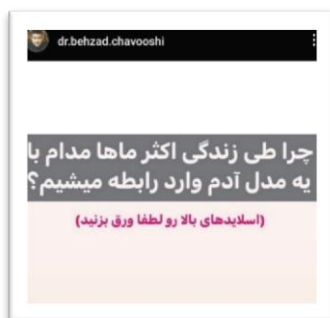 dr.behzad.chavooshi
چرا طی زندگی اکثر ماها مدام با
یه مدل آدم وارد رابطه میشیم؟
(اسلایدهای بالا رو لطفا ورق بزنید)